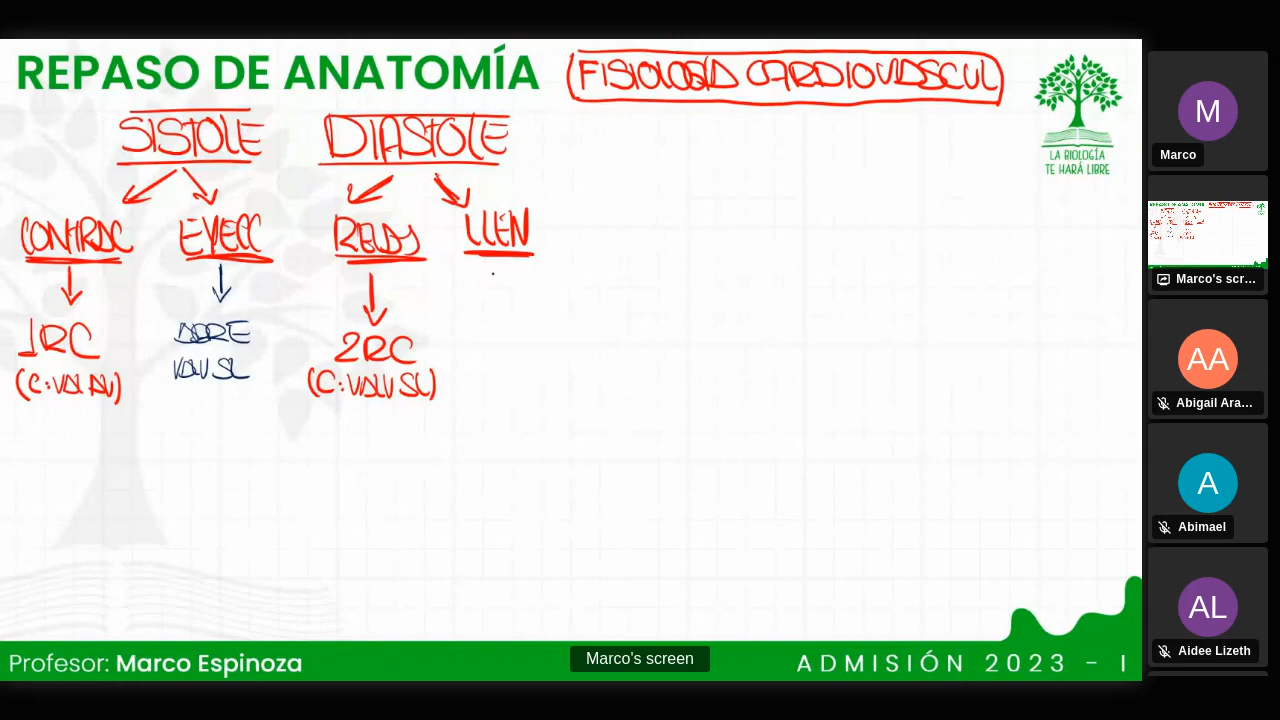 REPASO DE ANATOMÍA
FISIOLOGÍA CARDIOVASCUL
LA BIOLOGÍA
TE HARÁ LIBRE
SISTOLE DIASTOLE
CONTRAC EYECC RELAJ LLEN
1RC ABRE 2RC
(C:VAL AV) VALV SL (C:VALV SL)
Profesor: Marco Espinoza
Marco's screen
ADMISIÓN 2023 - I
M
Marco
Marco's scr...
AA
Abigail Ara...
A
Abimael
AL
Aidee Lizeth